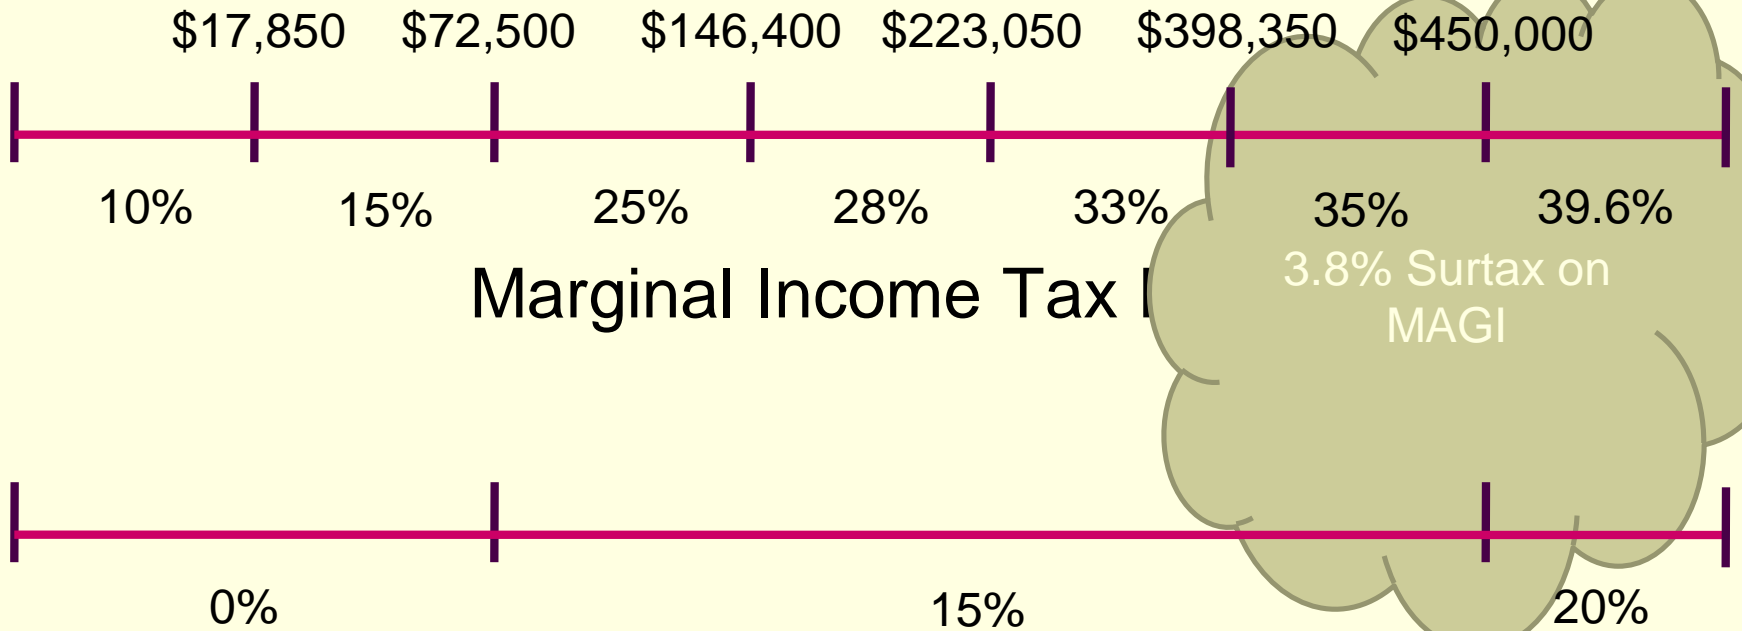 $17,850 $72,500 $146,400 $223,050 $398,350 $450,000
10% 15% 25% 28% 33% 35% 39.6%
3.8% Surtax on
Marginal Income Tax
MAGI
0% 15% 20%